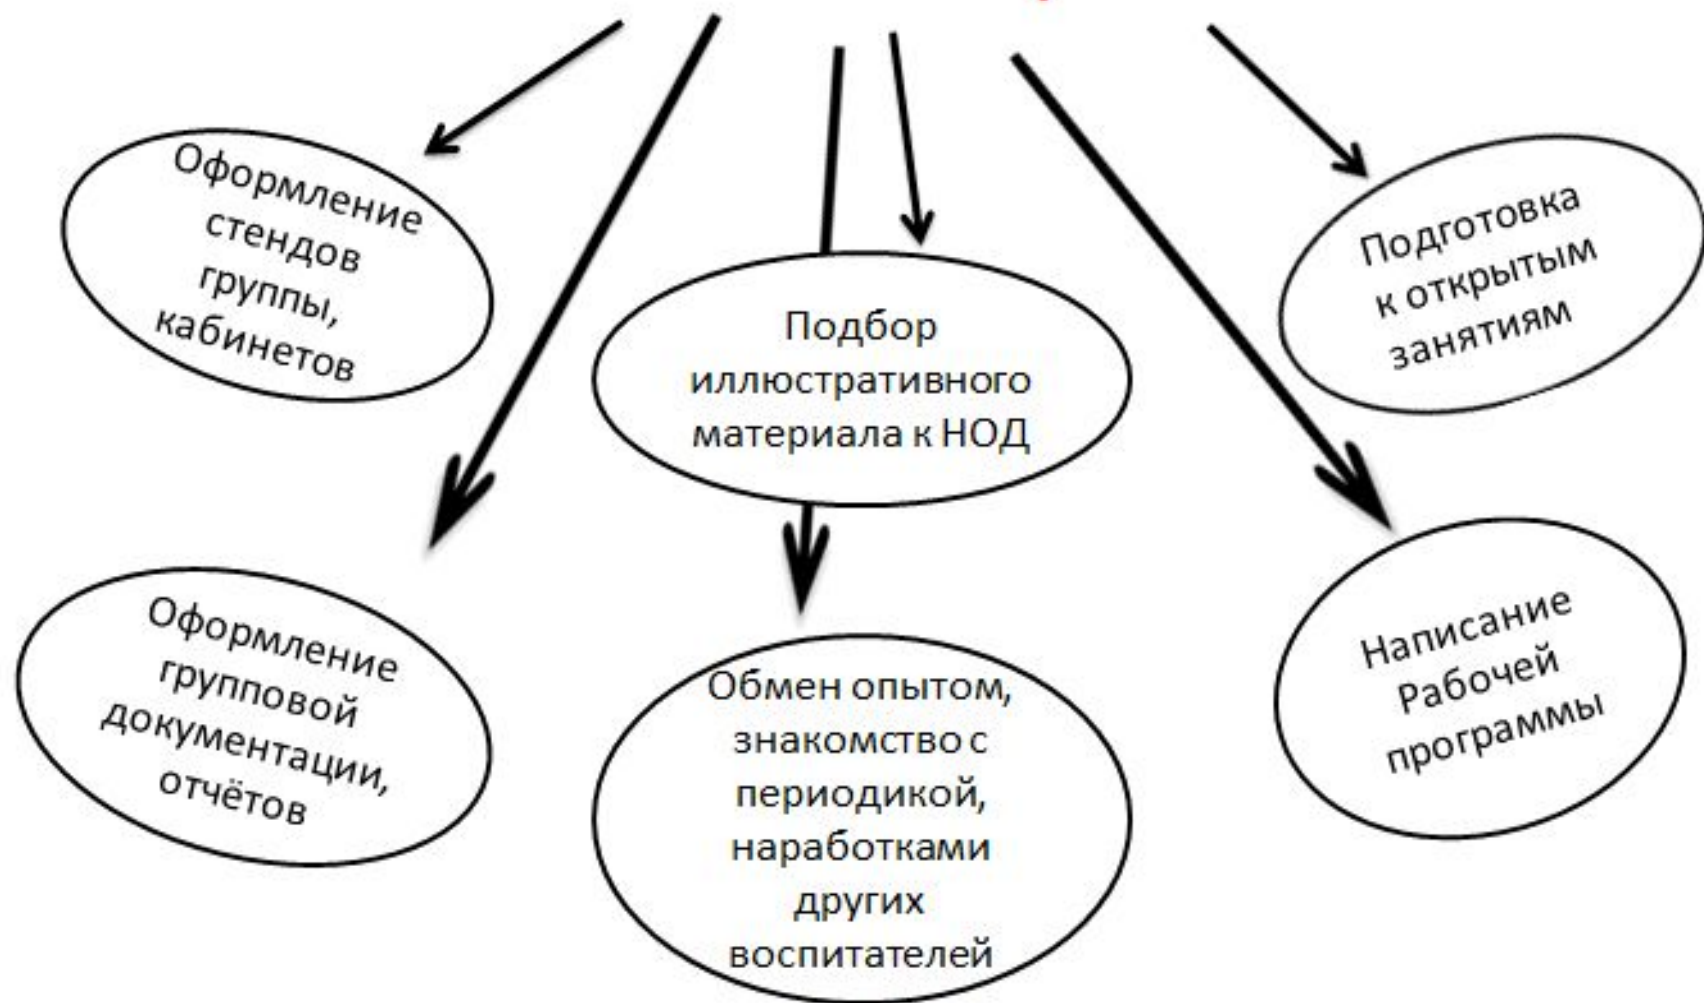 Оформление
стендов
группы,
кабинетов
Подбор
иллюстративного
материала к НОД
Подготовка
к открытым
занятиям
Оформление
групповой
документации,
отчётов
Обмен опытом,
знакомство с
периодикой,
наработками
других
воспитателей
Написание
Рабочей
программы